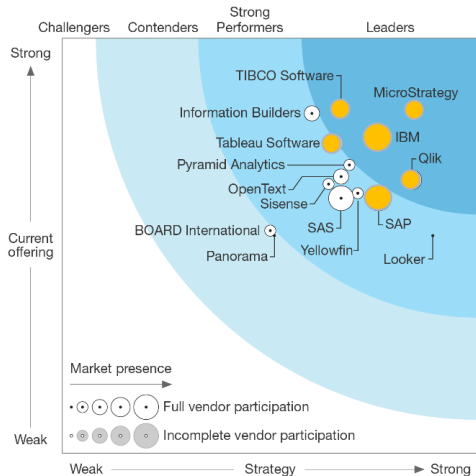 Challengers
Contenders
Strong
Performers
Leaders
Strong
Current
offering
Weak
TIBCO Software
MicroStrategy
Information Builders
IBM
Tableau Software
Qlik
Pyramid Analytics
OpenText
Sisense
SAS
SAP
BOARD International
Yellowfin
Panorama
Looker
Market presence
Full vendor participation
Incomplete vendor participation
Weak
Strategy
Strong